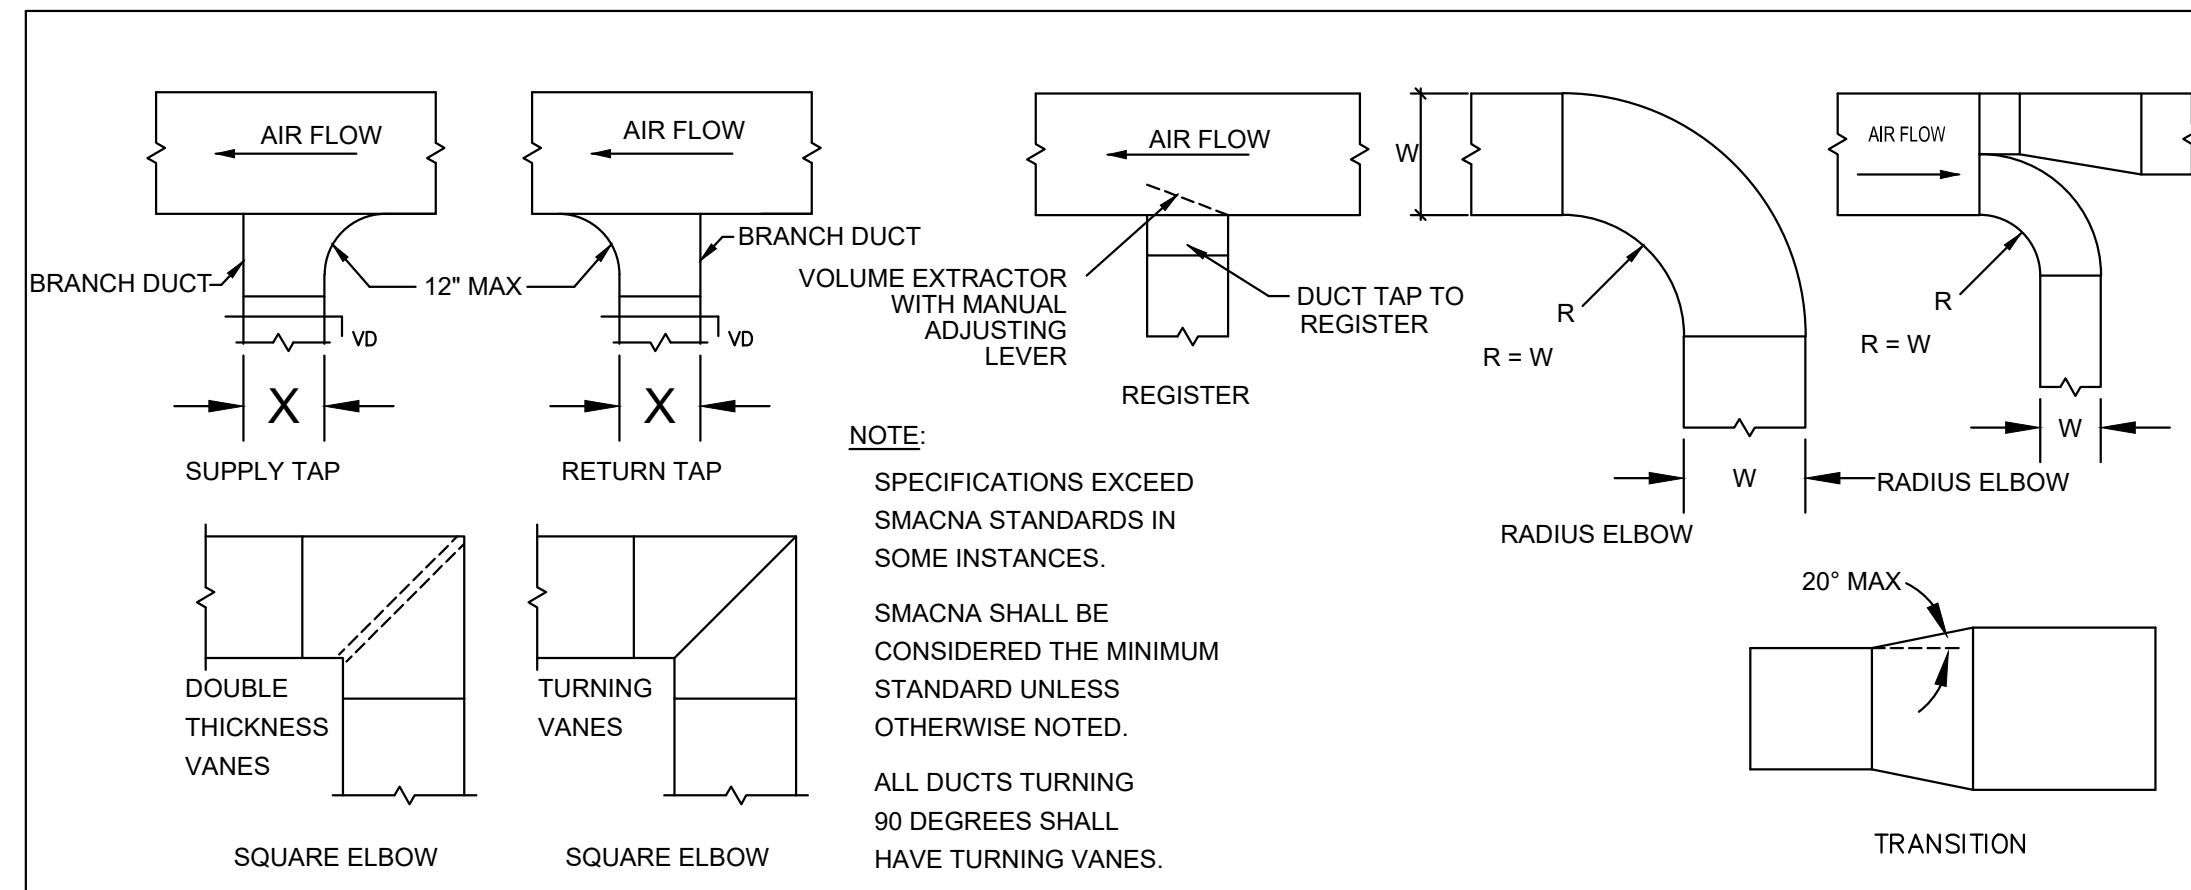 AIR FLOW
BRANCH DUCT
12" MAX
VD
X
SUPPLY TAP
AIR FLOW
BRANCH DUCT
VD
X
RETURN TAP
AIR FLOW
VOLUME EXTRACTOR
WITH MANUAL
ADJUSTING
LEVER
DUCT TAP TO
REGISTER
REGISTER
W
R
R = W
W
RADIUS ELBOW
AIR FLOW
R
R = W
W
RADIUS ELBOW
DOUBLE
THICKNESS
VANES
SQUARE ELBOW
TURNING
VANES
SQUARE ELBOW
NOTE:
SPECIFICATIONS EXCEED
SMACNA STANDARDS IN
SOME INSTANCES.
SMACNA SHALL BE
CONSIDERED THE MINIMUM
STANDARD UNLESS
OTHERWISE NOTED.
ALL DUCTS TURNING
90 DEGREES SHALL
HAVE TURNING VANES.
20° MAX
TRANSITION